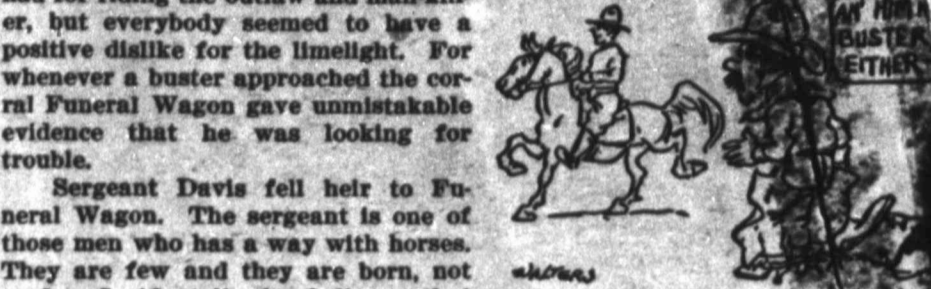 er, but everybody seemed to have a
positive dislike for the limelight. For
whenever a buster approached the cor-
ral Funeral Wagon gave unmistakable
evidence that he was looking for
trouble.
Sergeant Davis fell heir to Fu-
neral Wagon. The sergeant is one of
those men who has a way with horses.
They are few and they are born, not
BUSTER
EITHER